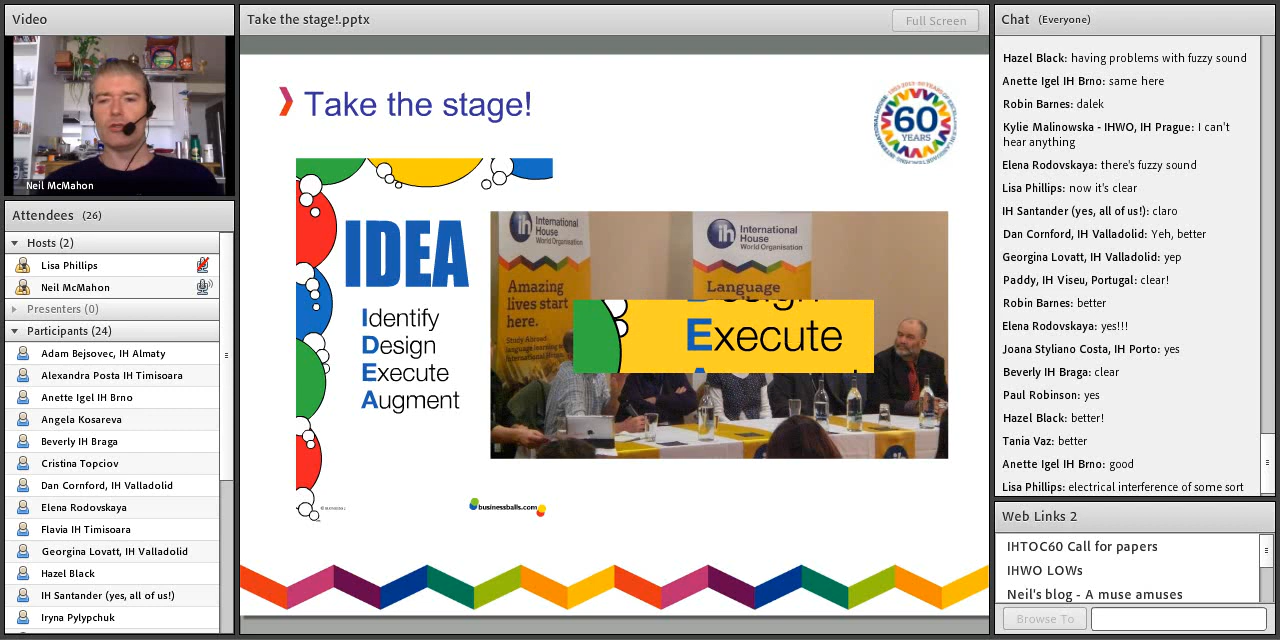 Video
Neil McMahon
Attendees (26)
Hosts (2)
Lisa Phillips
Neil McMahon
Presenters (0)
Participants (24)
Adam Bejsovec, IH Almaty
Alexandra Posta IH Timisoara
Anette Igel IH Brno
Angela Kosareva
Beverly IH Braga
Cristina Topciov
Dan Cornford, IH Valladolid
Elena Rodovskaya
Flavia IH Timisoara
Georgina Lovatt, IH Valladolid
Hazel Black
IH Santander (yes, all of us!)
Iryna Pylypchuk
Take the stage!.pptx
Full Screen
Take the stage!
60
YEARS
IDEA
Identify
Design
Execute
Augment
businessballs.com
ih International
House
World Organisation
Amazing
lives start
here.
ih International
House
World Organisation
Language
Execute
Chat (Everyone)
Hazel Black: having problems with fuzzy sound
Anette Igel IH Brno: same here
Robin Barnes: dalek
Kylie Malinowska - IHWO, IH Prague: I can't
hear anything
Elena Rodovskaya: there's fuzzy sound
Lisa Phillips: now it's clear
IH Santander (yes, all of us!): claro
Dan Cornford, IH Valladolid: Yeh, better
Georgina Lovatt, IH Valladolid: yep
Paddy, IH Viseu, Portugal: clear!
Robin Barnes: better
Elena Rodovskaya: yes!!!
Joana Styliano Costa, IH Porto: yes
Beverly IH Braga: clear
Paul Robinson: yes
Hazel Black: better!
Tania Vaz: better
Anette Igel IH Brno: good
Lisa Phillips: electrical interference of some sort
Web Links 2
IHTOC60 Call for papers
IHWO LOWs
Neil's blog - A muse amuses
Browse To